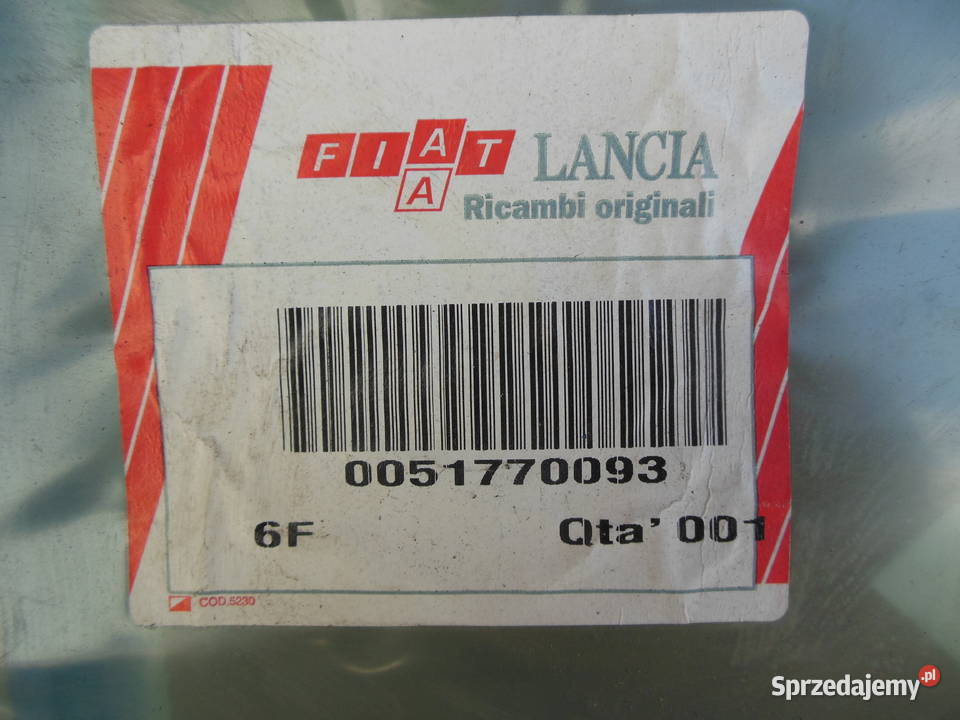 FIAT LANCIA
A
Ricambi originali
0051770093
6F Qta' 001
COD.5230
Sprzedajemy.pl